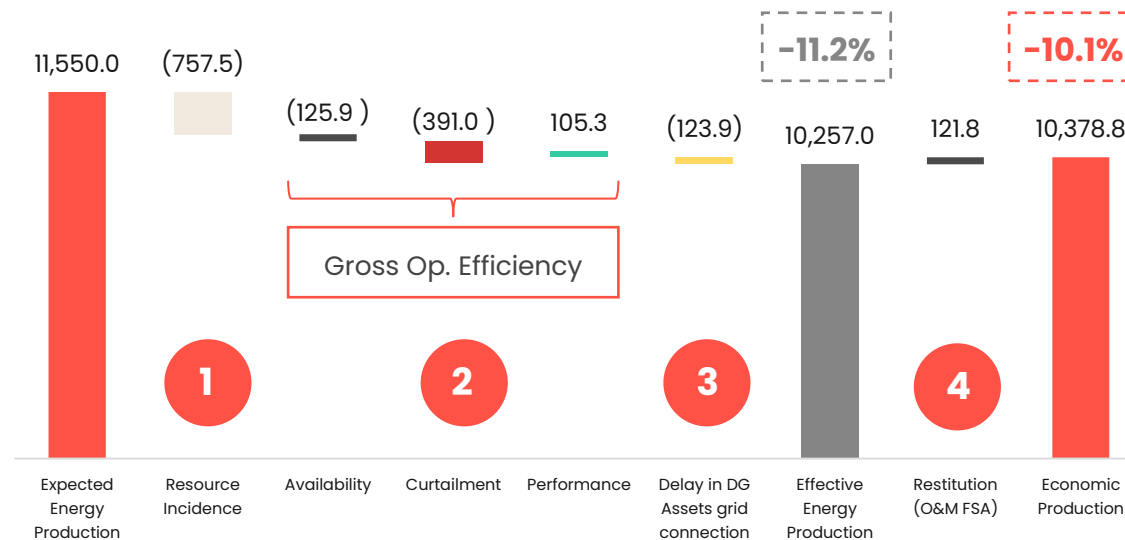 11,550.0
(757.5)
(125.9 )
(391.0 )
105.3
(123.9)
-11.2%
10,257.0
121.8
-10.1%
10,378.8
Gross Op. Efficiency
1
2
3
4
Expected
Energy
Production
Resource
Incidence
Availability
Curtailment
Performance
Delay in DG
Assets grid
connection
Effective
Energy
Production
Restitution
(O&M FSA)
Economic
Production